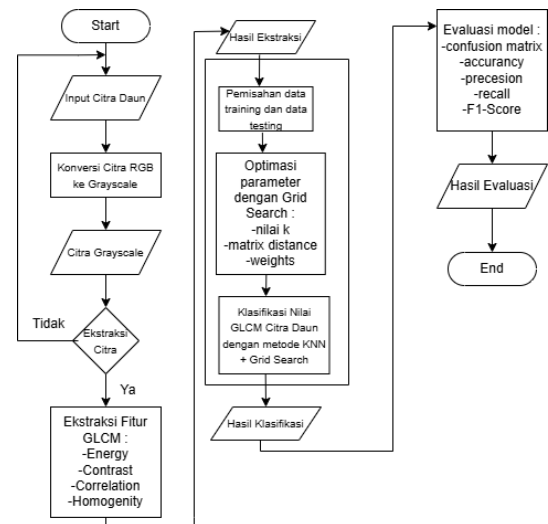 Start
Input Citra Daun
Konversi Citra RGB
ke Grayscale
Citra Grayscale
Ekstraksi
Citra
Tidak
Ya
Ekstraksi Fitur
GLCM :
-Energy
-Contrast
-Correlation
-Homogenity
Hasil Ekstraksi
Pemisahan data
training dan data
testing
Optimasi
parameter
dengan Grid
Search :
-nilai k
-matrix distance
-weights
Klasifikasi Nilai
GLCM Citra Daun
dengan metode KNN
+ Grid Search
Hasil Klasifikasi
Evaluasi model :
-confusion matrix
-accurancy
-precesion
-recall
-F1-Score
Hasil Evaluasi
End